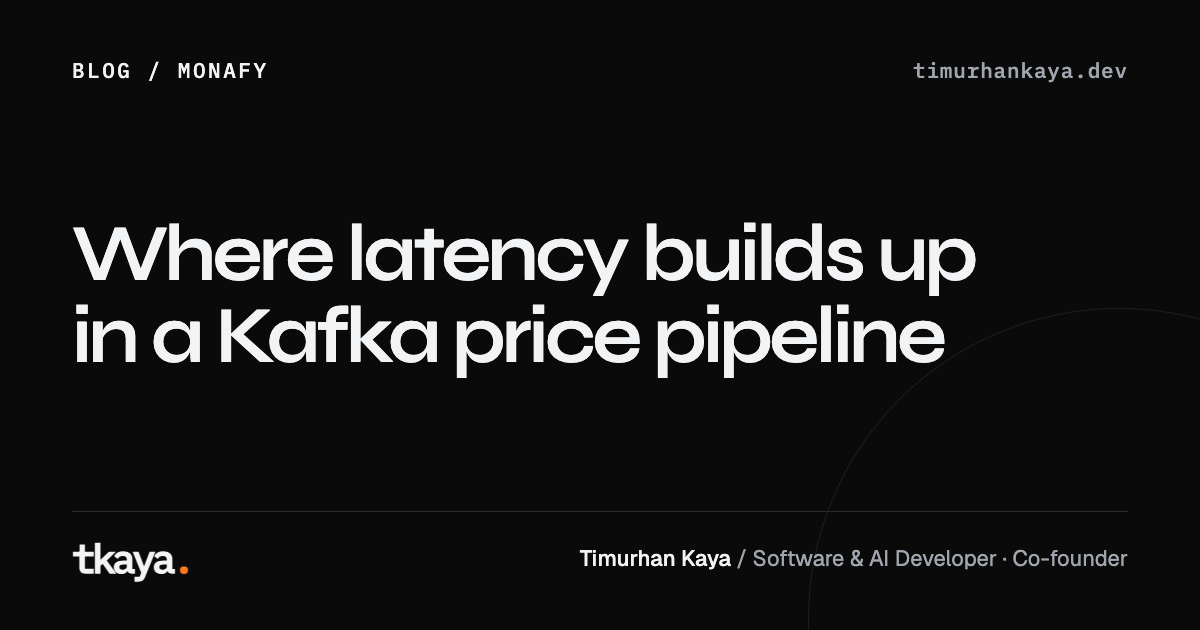 BLOG / MONAFY
timurhankaya.dev
Where latency builds up
in a Kafka price pipeline
tkaya.
Timurhan Kaya / Software & AI Developer · Co-founder